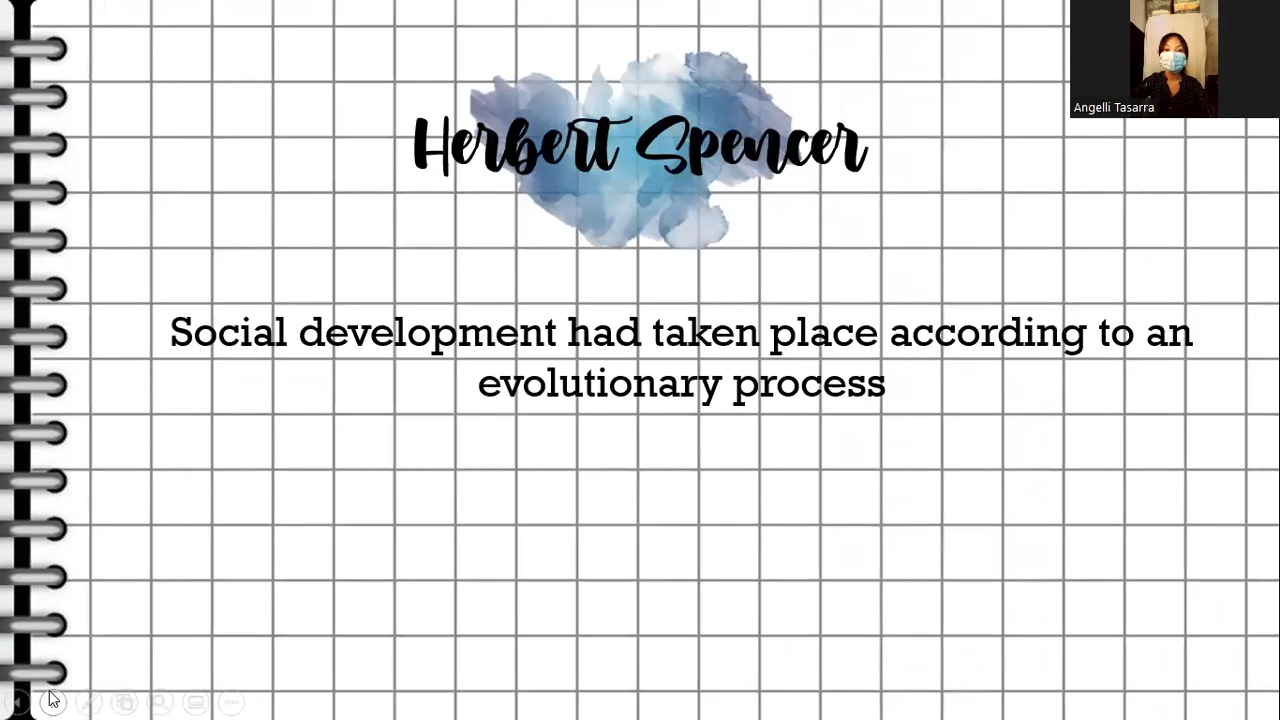 Angelli Tasarra
Herbert Spencer
Social development had taken place according to an
evolutionary process